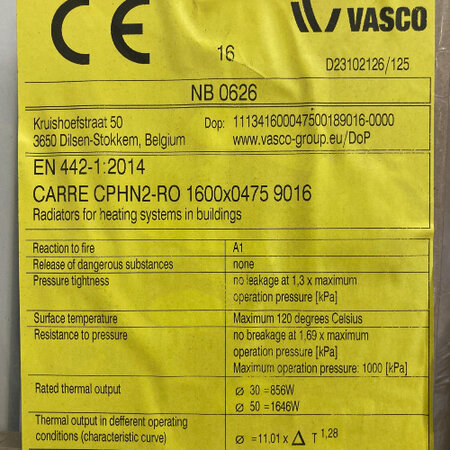 CE
VASCO
16
D23102126/125
NB 0626
Kruishoefstraat 50 Dop: 111341600047500189016-0000
3650 Dilsen-Stokkem, Belgium www.vasco-group.eu/DoP
EN 442-1:2014
CARRE CPHN2-RO 1600x0475 9016
Radiators for heating systems in buildings
Reaction to fire A1
Release of dangerous substances none
Pressure tightness no leakage at 1,3 x maximum
operation pressure [kPa]
Surface temperature Maximum 120 degrees Celsius
Resistance to pressure no breakage at 1,69 x maximum
operation pressure [kPa]
Maximum operation pressure: 1000 [kPa]
Rated thermal output ⌀ 30 =856W
⌀ 50 =1646W
Thermal output in defferent operating
conditions (characteristic curve) ⌀ =11,01 x Δ T 1,28